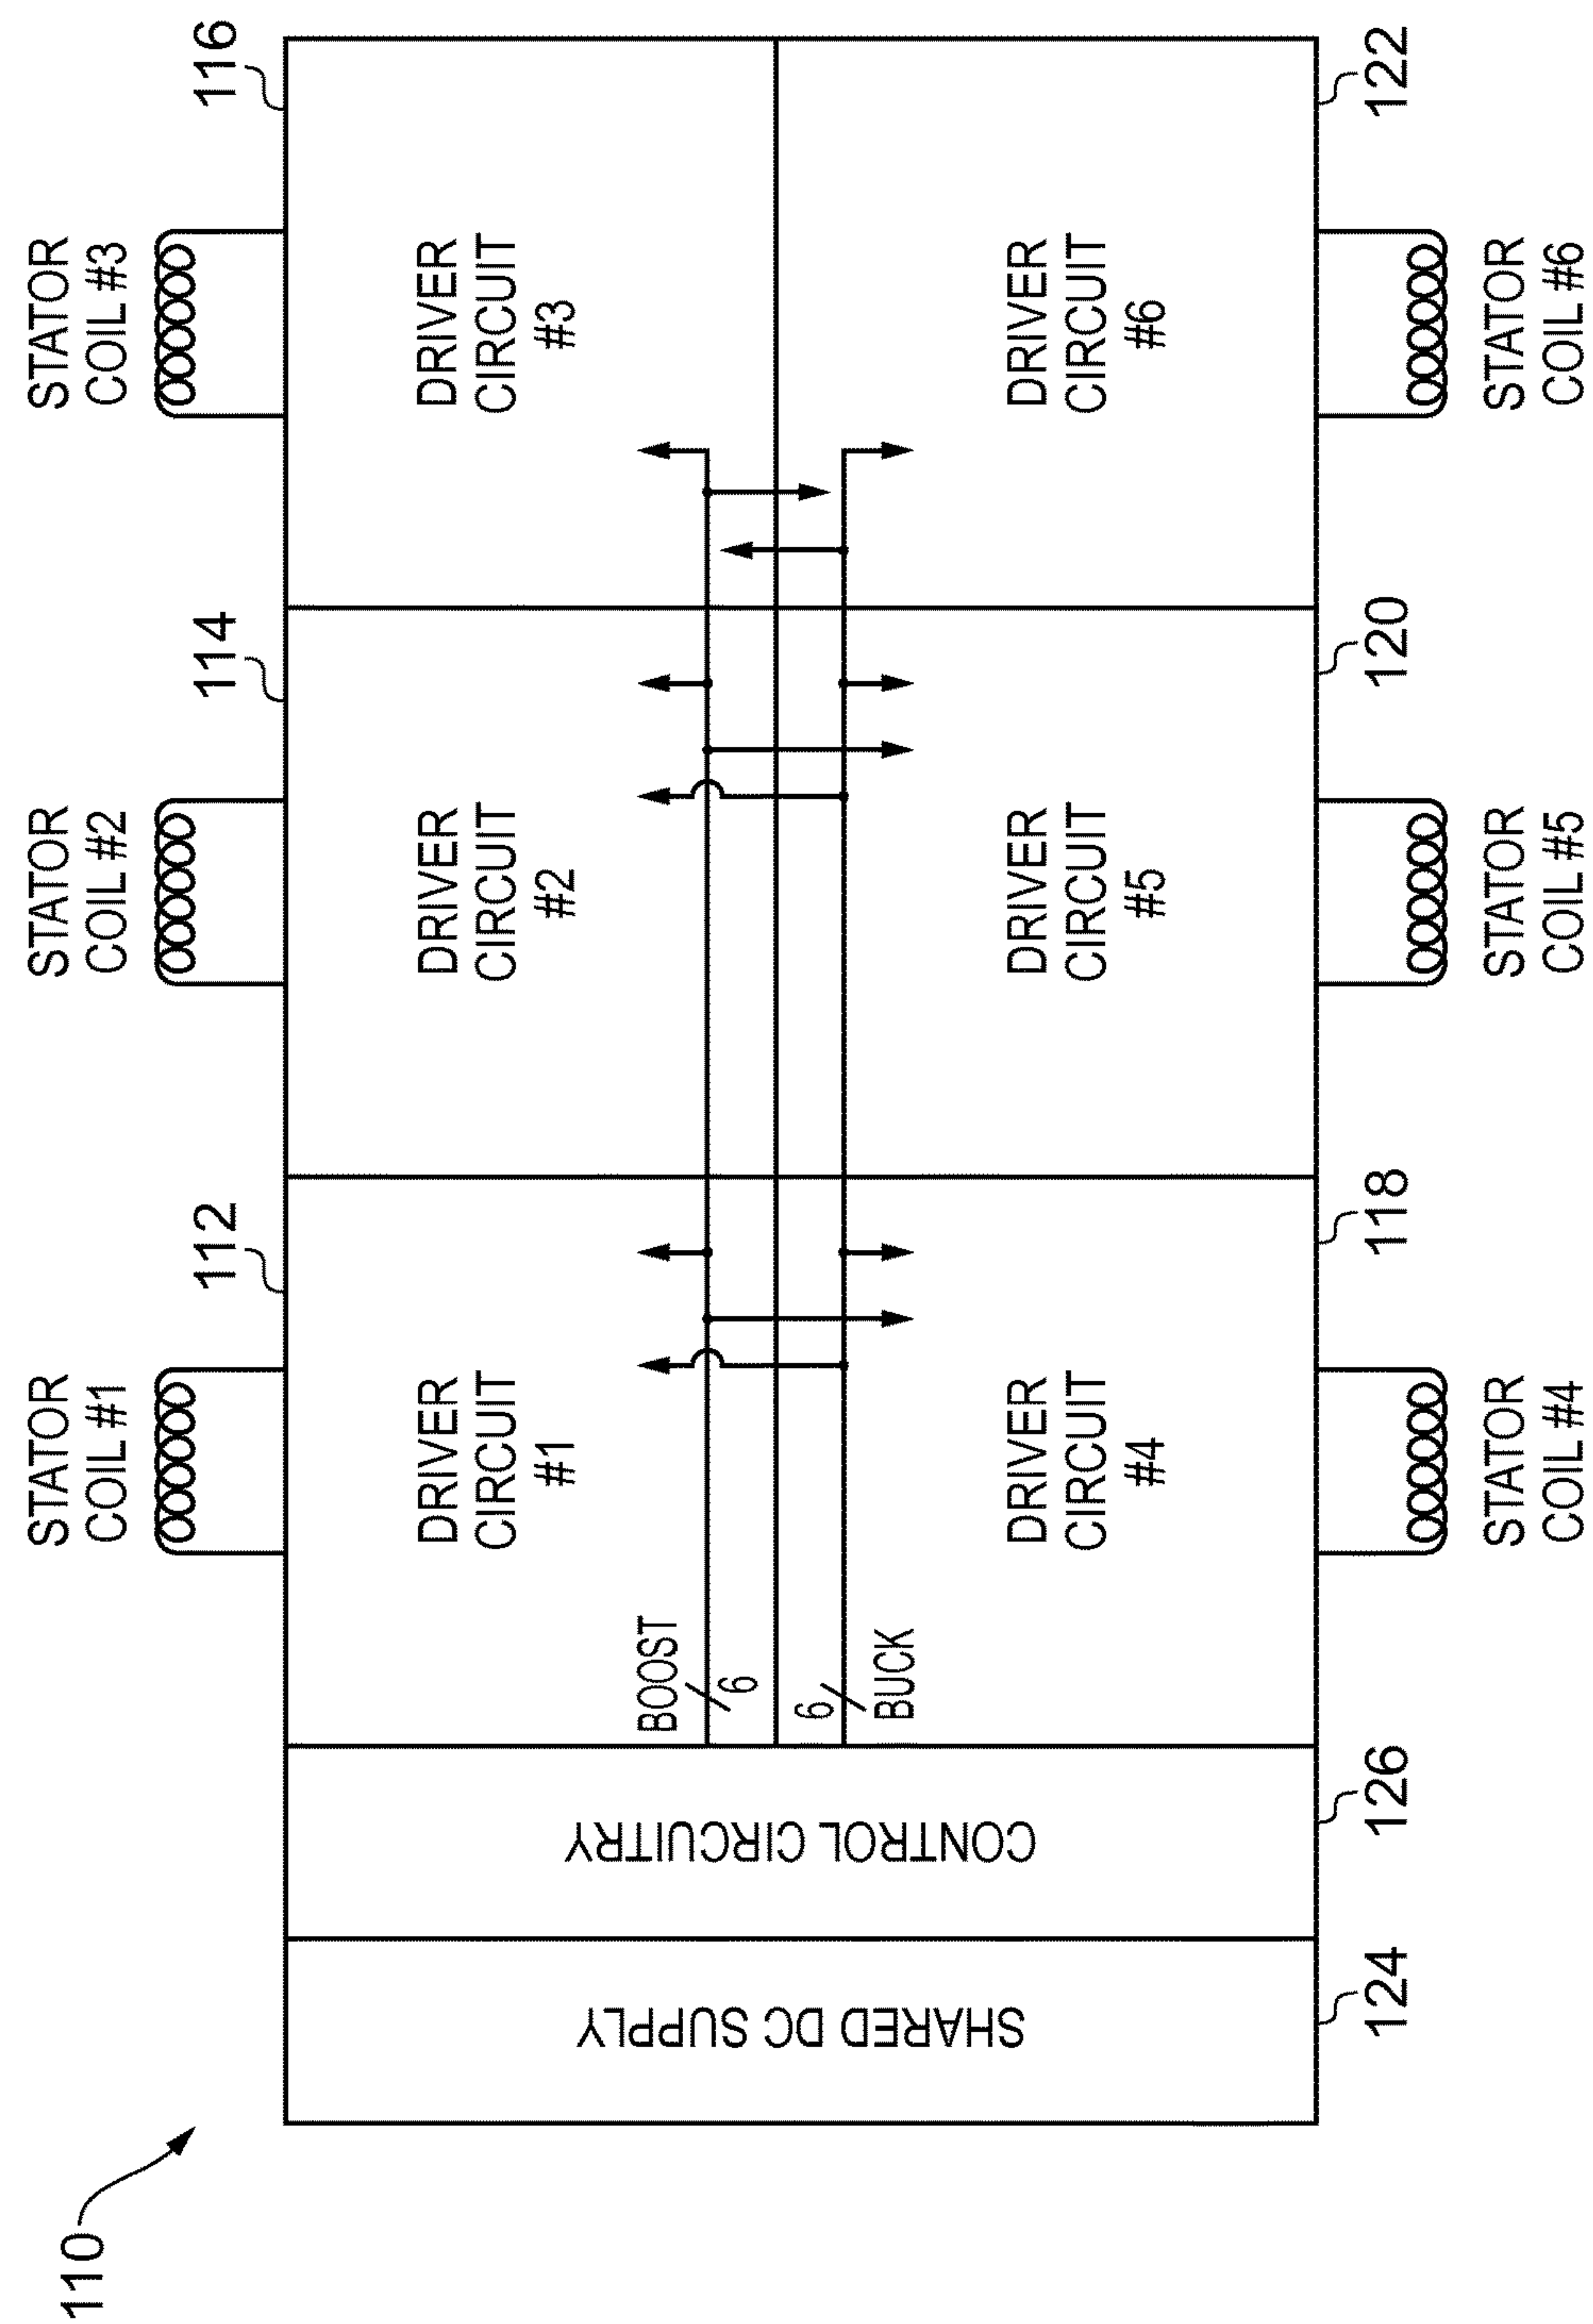 110
STATOR
COIL #1
STATOR
COIL #2
STATOR
COIL #3
112
114
116
DRIVER
CIRCUIT
#1
DRIVER
CIRCUIT
#2
DRIVER
CIRCUIT
#3
SHARED DC SUPPLY
CONTROL CIRCUITRY
BOOST
6
6
BUCK
DRIVER
CIRCUIT
#4
DRIVER
CIRCUIT
#5
DRIVER
CIRCUIT
#6
124
126
118
120
122
STATOR
COIL #4
STATOR
COIL #5
STATOR
COIL #6